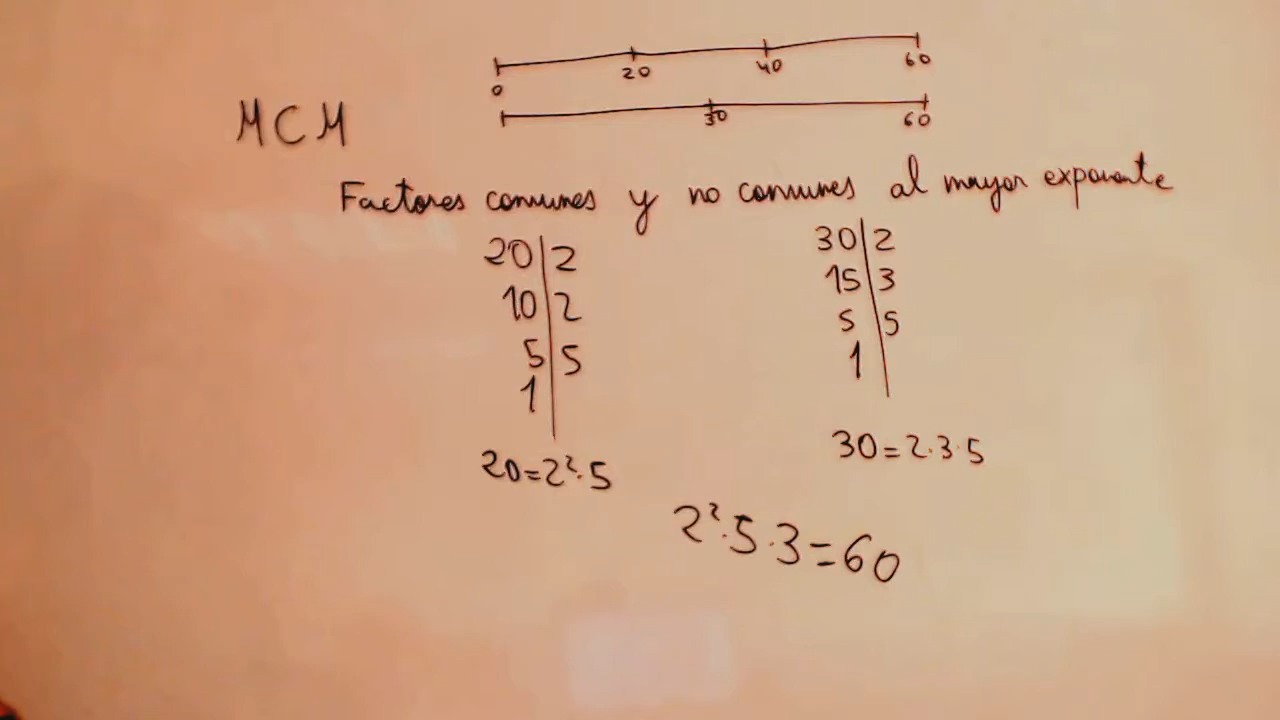 0 20 40 60
30 60
MCM
Factores comunes y no comunes al mayor exponente
20 | 2
10 | 2
5 | 5
1 |
20=2²·5
30 | 2
15 | 3
5 | 5
1 |
30=2·3·5
2²·5·3=60